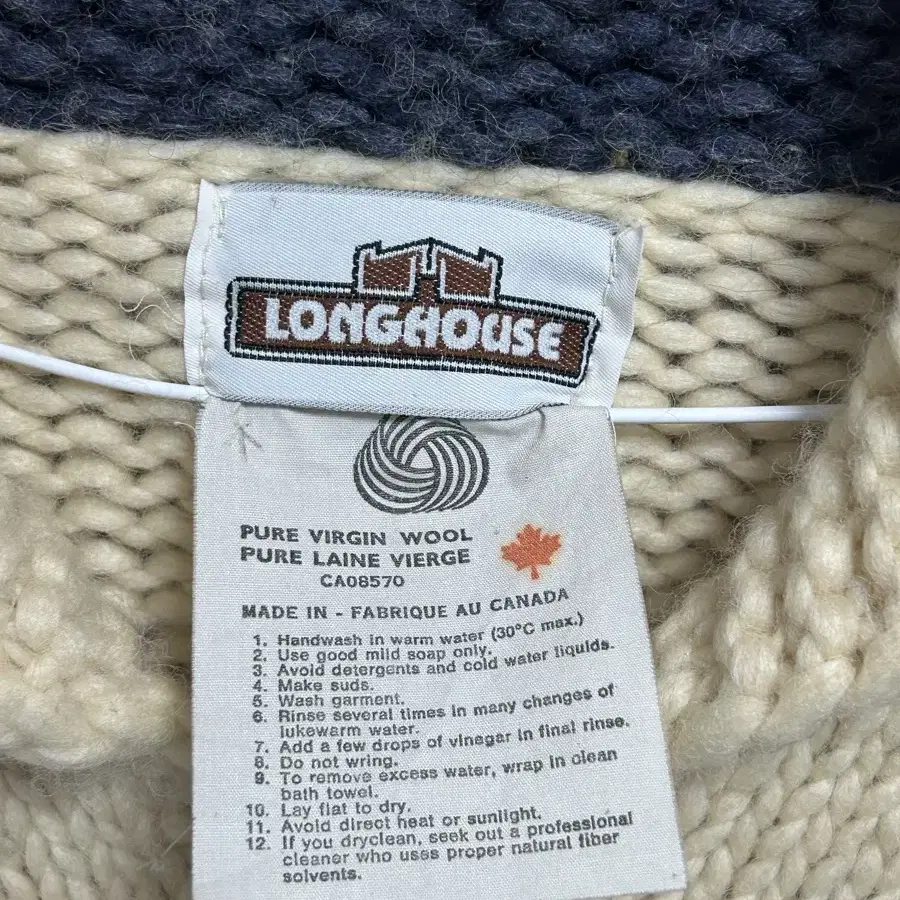 LONGHOUSE
PURE VIRGIN WOOL
PURE LAINE VIERGE
CA08570
MADE IN - FABRIQUE AU CANADA
1. Handwash in warm water (30°C max.)
2. Use good mild soap only.
3. Avoid detergents and cold water liquids.
4. Make suds.
5. Wash garment.
6. Rinse several times in many changes of
lukewarm water.
7. Add a few drops of vinegar in final rinse.
8. Do not wring.
9. To remove excess water, wrap in clean
bath towel.
10. Lay flat to dry.
11. Avoid direct heat or sunlight.
12. If you dryclean, seek out a professional
cleaner who uses proper natural fiber
solvents.